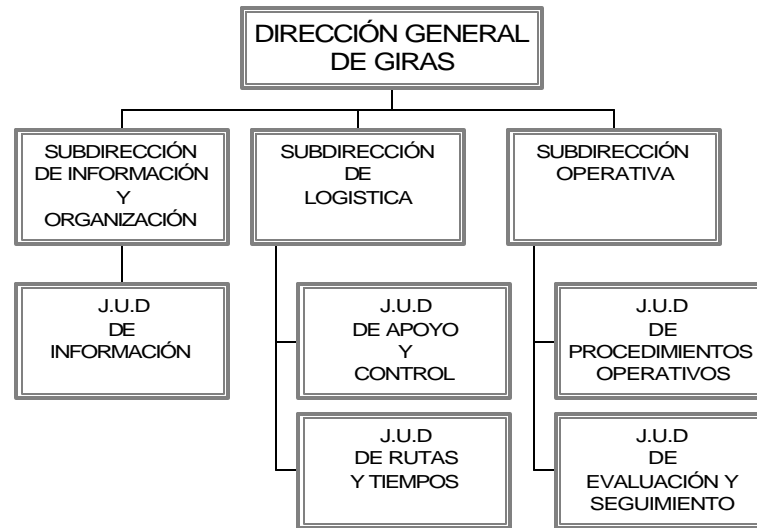 DIRECCIÓN GENERAL
DE GIRAS
SUBDIRECCIÓN
DE INFORMACIÓN
Y
ORGANIZACIÓN
SUBDIRECCIÓN
DE
LOGISTICA
SUBDIRECCIÓN
OPERATIVA
J.U.D
DE
INFORMACIÓN
J.U.D
DE APOYO
Y
CONTROL
J.U.D
DE
PROCEDIMIENTOS
OPERATIVOS
J.U.D
DE RUTAS
Y TIEMPOS
J.U.D
DE
EVALUACIÓN Y
SEGUIMIENTO